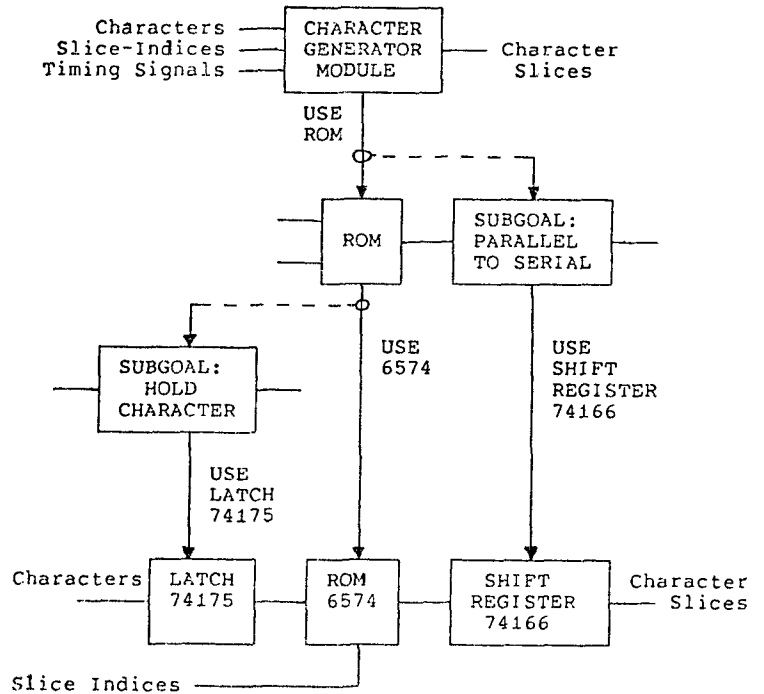 Characters
Slice-Indices
Timing Signals
CHARACTER
GENERATOR
MODULE
Character
Slices
USE
ROM
ROM
SUBGOAL:
PARALLEL
TO SERIAL
SUBGOAL:
HOLD
CHARACTER
USE
6574
USE
SHIFT
REGISTER
74166
USE
LATCH
74175
Characters
LATCH
74175
ROM
6574
SHIFT
REGISTER
74166
Character
Slices
Slice Indices